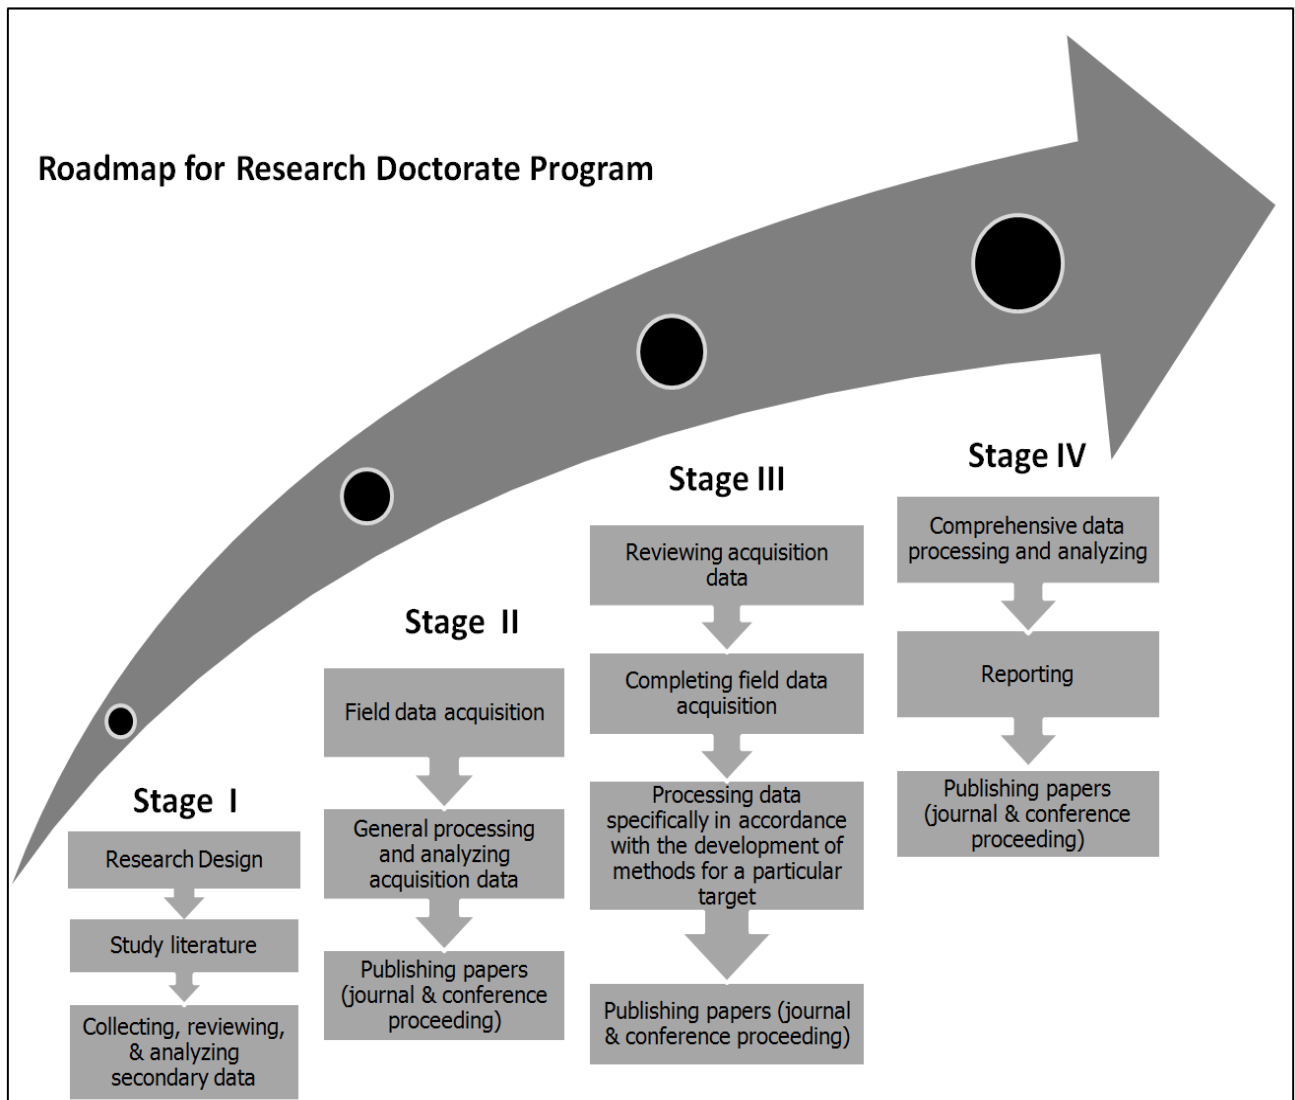 Roadmap for Research Doctorate Program
Stage I
Research Design
Study literature
Collecting, reviewing,
& analyzing
secondary data
Stage II
Field data acquisition
General processing
and analyzing
acquisition data
Publishing papers
(journal & conference
proceeding)
Stage III
Reviewing acquisition
data
Completing field data
acquisition
Processing data
specifically in accordance
with the development of
methods for a particular
target
Publishing papers (journal
& conference proceeding)
Stage IV
Comprehensive data
processing and analyzing
Reporting
Publishing papers
(journal & conference
proceeding)